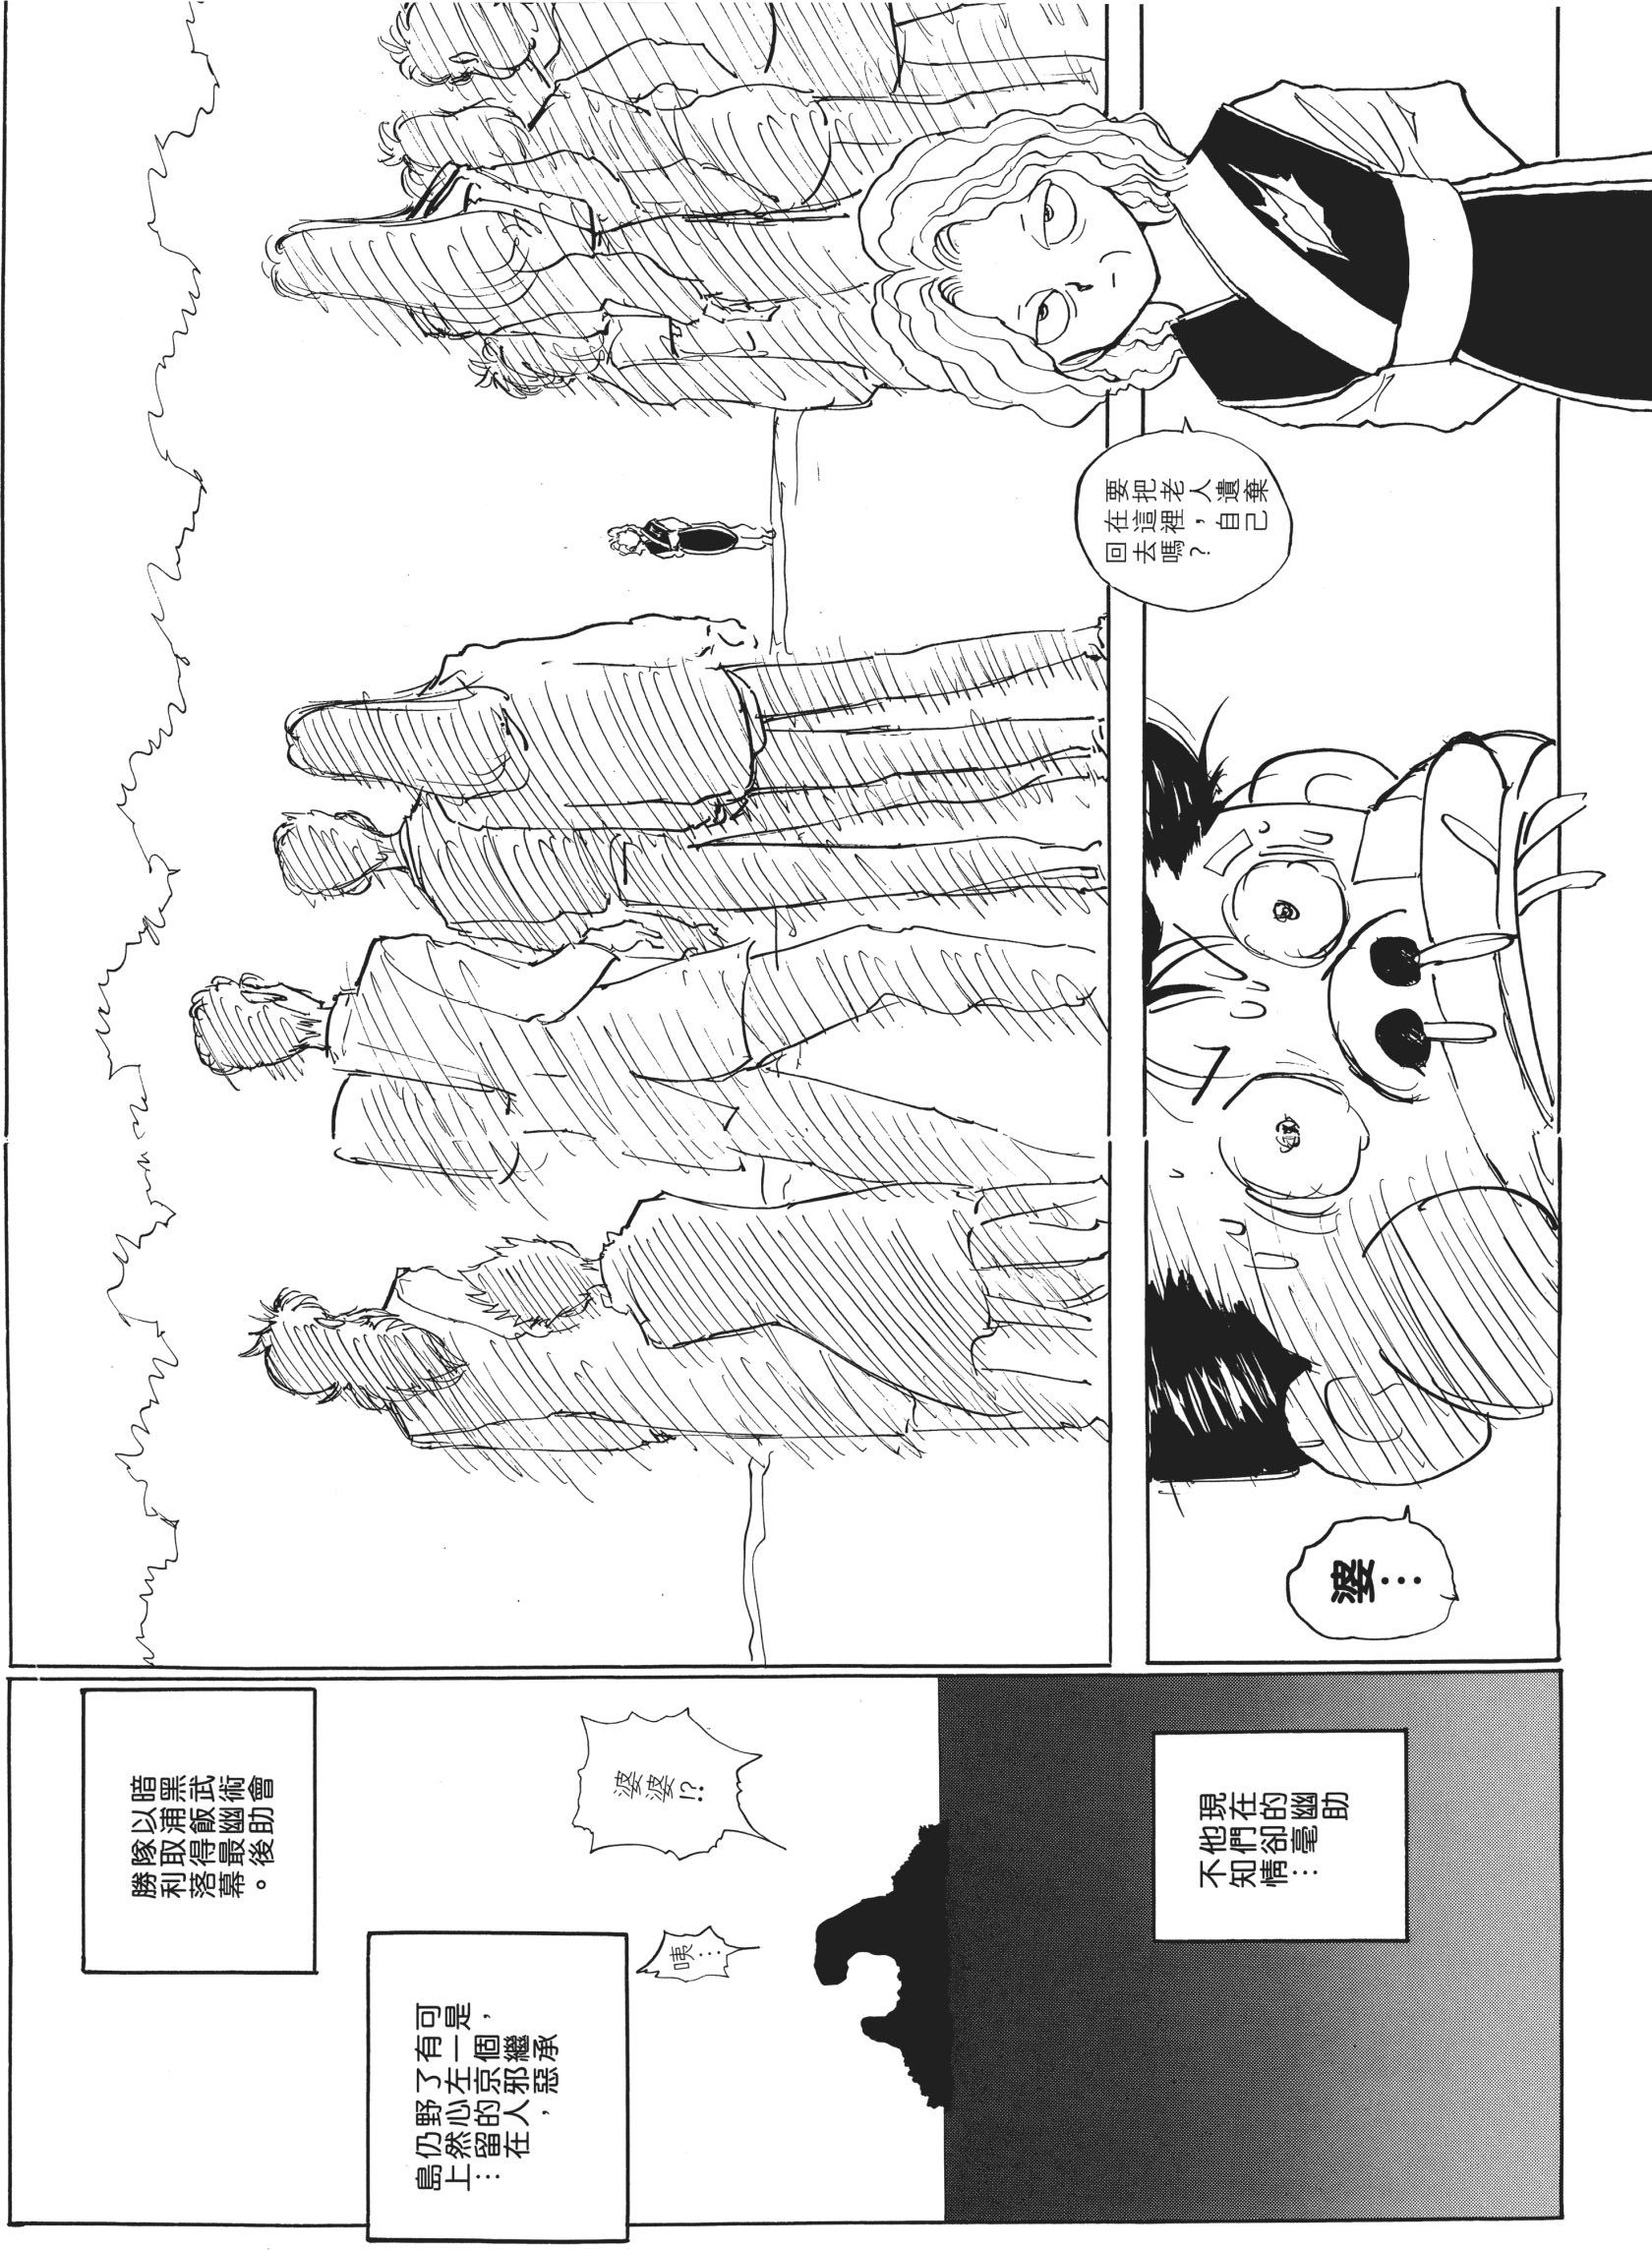 要把老人遺棄
在這裡，自己
回去嗎？
婆…
暗黑武術會
以浦飯幽助
隊取得最後
勝利落幕。
可是，
有一個繼承
了左京邪惡
野心的人，
仍然留在
島上…
婆婆!?
咦…
現在的幽助
他們卻毫
不知情…